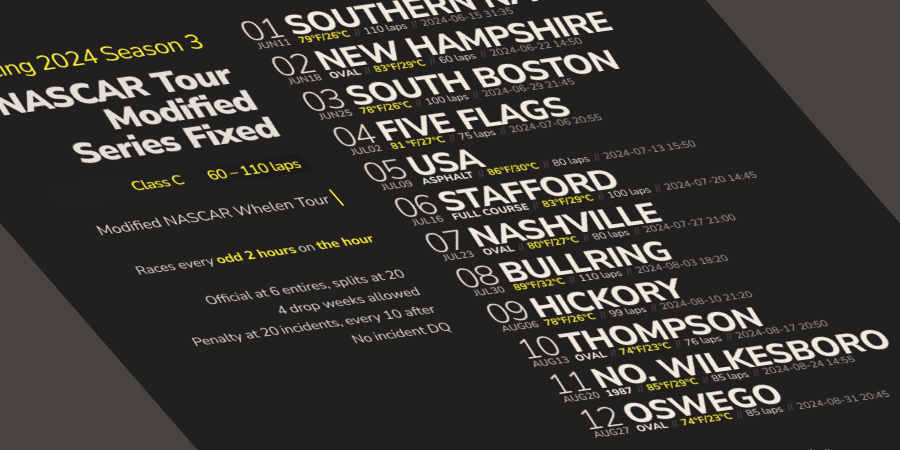 ing 2024 Season 3
NASCAR Tour
Modified
Series Fixed
Class C 60 – 110 laps
Modified NASCAR Whelen Tour
Races every odd 2 hours on the hour
Official at 6 entires, splits at 20
4 drop weeks allowed
Penalty at 20 incidents, every 10 after
No incident DQ
01 SOUTHERN NA
JUN11 79°F/26°C // 110 laps // 2024-06-15 31:35
02 NEW HAMPSHIRE
JUN18 OVAL // 83°F/29°C // 60 laps // 2024-06-22 14:50
03 SOUTH BOSTON
JUN25 78°F/26°C // 100 laps // 2024-06-29 21:45
04 FIVE FLAGS
JUL02 81°F/27°C // 75 laps // 2024-07-06 20:55
05 USA
JUL09 ASPHALT // 86°F/30°C // 80 laps // 2024-07-13 15:50
06 STAFFORD
JUL16 FULL COURSE // 83°F/29°C // 100 laps // 2024-07-20 14:45
07 NASHVILLE
JUL23 OVAL // 80°F/27°C // 80 laps // 2024-07-27 21:00
08 BULLRING
JUL30 89°F/32°C // 110 laps // 2024-08-03 18:20
09 HICKORY
AUG06 78°F/26°C // 99 laps // 2024-08-10 21:20
10 THOMPSON
AUG13 OVAL // 74°F/23°C // 76 laps // 2024-08-17 20:50
11 NO. WILKESBORO
AUG20 1987 // 85°F/29°C // 85 laps // 2024-08-24 14:55
12 OSWEGO
AUG27 OVAL // 74°F/23°C // 85 laps // 2024-08-31 20:45